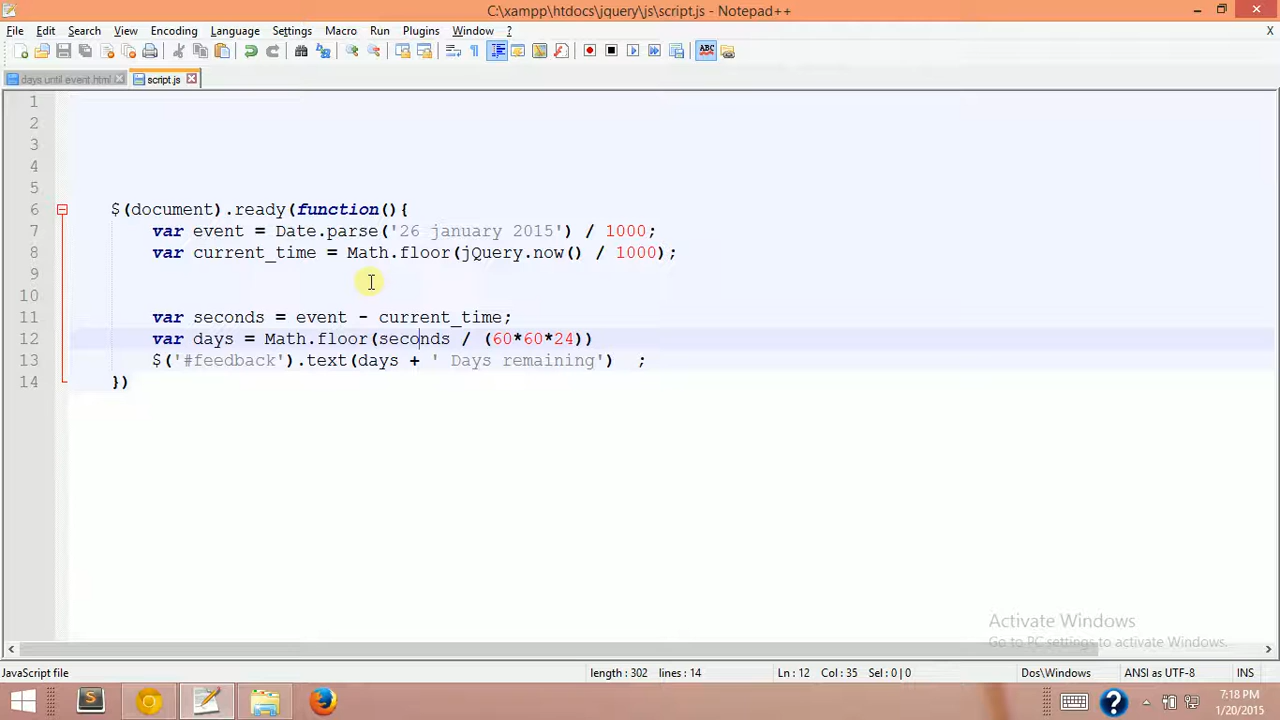 C:\xampp\htdocs\jquery\js\script.js - Notepad++
File Edit Search View Encoding Language Settings Macro Run Plugins Window ? X
ABC
days until event.html script.js
1
2
3
4
5
6 $(document).ready(function(){
7 var event = Date.parse('26 january 2015') / 1000;
8 var current_time = Math.floor(jQuery.now() / 1000);
9
10
11 var seconds = event - current_time;
12 var days = Math.floor(seconds / (60*60*24))
13 $('#feedback').text(days + ' Days remaining') ;
14 })
Activate Windows
Go to PC settings to activate Windows.
JavaScript file length : 302 lines : 14 Ln : 12 Col : 35 Sel : 0 | 0 Dos\Windows ANSI as UTF-8 INS
7:18 PM
1/20/2015